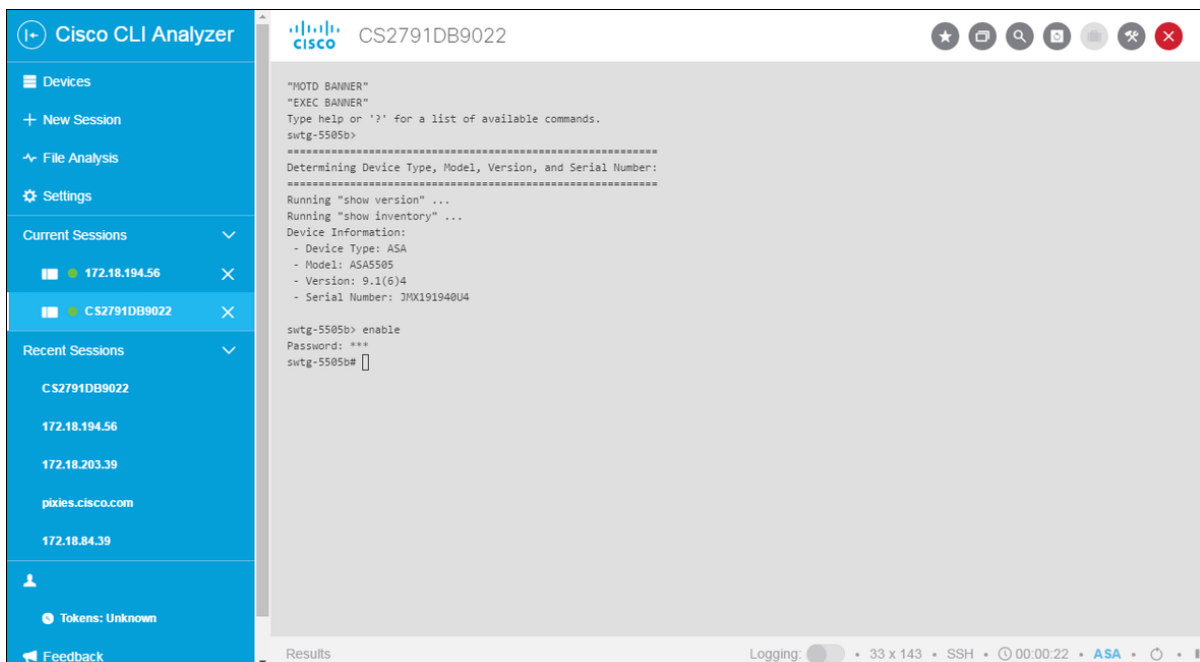 Cisco CLI Analyzer
Devices
New Session
File Analysis
Settings
Current Sessions
172.18.194.56
CS2791DB9022
Recent Sessions
CS2791DB9022
172.18.194.56
172.18.203.39
pixies.cisco.com
172.18.84.39
Tokens: Unknown
Feedback
CISCO
CS2791DB9022
"MOTD BANNER"
"EXEC BANNER"
Type help or '?' for a list of available commands.
swtg-5505b>
===========================================================
Determining Device Type, Model, Version, and Serial Number:
===========================================================
Running "show version" ...
Running "show inventory" ...
Device Information:
- Device Type: ASA
- Model: ASA5505
- Version: 9.1(6)4
- Serial Number: JMX191940U4
swtg-5505b> enable
Password: ***
swtg-5505b#
Results
Logging: • 33 x 143 • SSH • 00:00:22 • ASA •